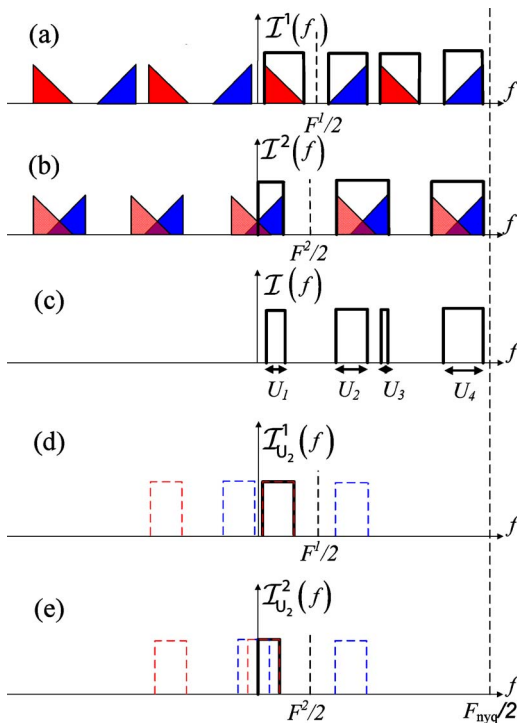 (a)
𝓘¹(f)
f
F¹/2
(b)
𝓘²(f)
f
F²/2
(c)
𝓘(f)
f
U₁
U₂
U₃
U₄
(d)
𝓘¹_U₂(f)
f
F¹/2
(e)
𝓘²_U₂(f)
f
F²/2
F_nyq/2